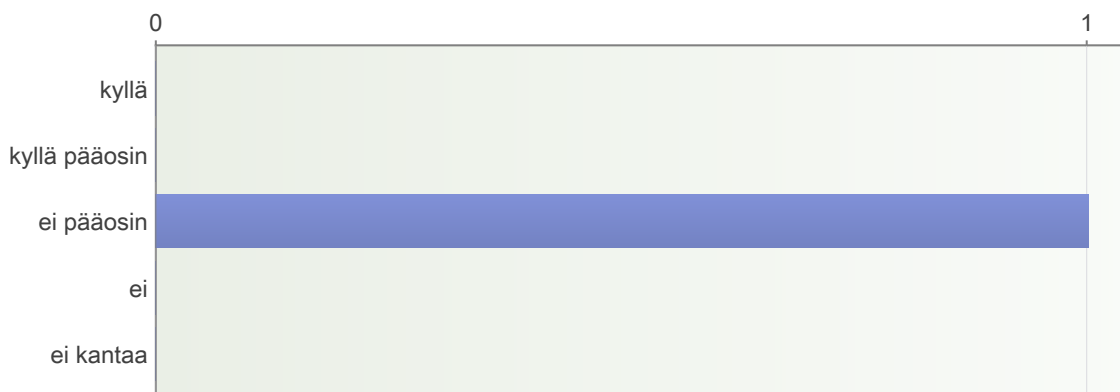 0 1
kyllä
kyllä pääosin
ei pääosin
ei
ei kantaa